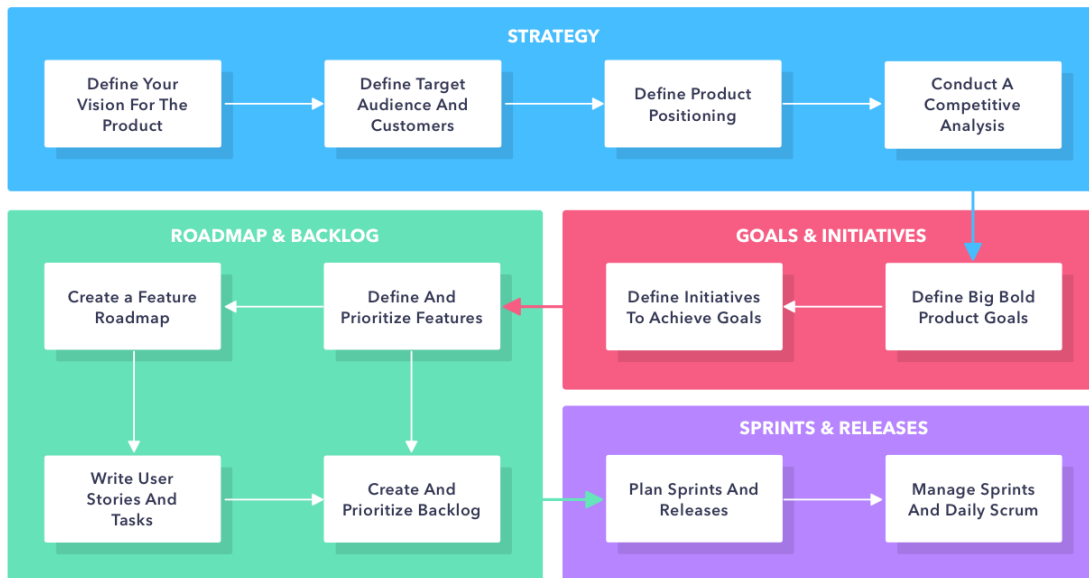 STRATEGY
Define Your
Vision For The
Product
Define Target
Audience And
Customers
Define Product
Positioning
Conduct A
Competitive
Analysis
ROADMAP & BACKLOG
Create a Feature
Roadmap
Define And
Prioritize Features
Write User
Stories And
Tasks
Create And
Prioritize Backlog
GOALS & INITIATIVES
Define Initiatives
To Achieve Goals
Define Big Bold
Product Goals
SPRINTS & RELEASES
Plan Sprints And
Releases
Manage Sprints
And Daily Scrum